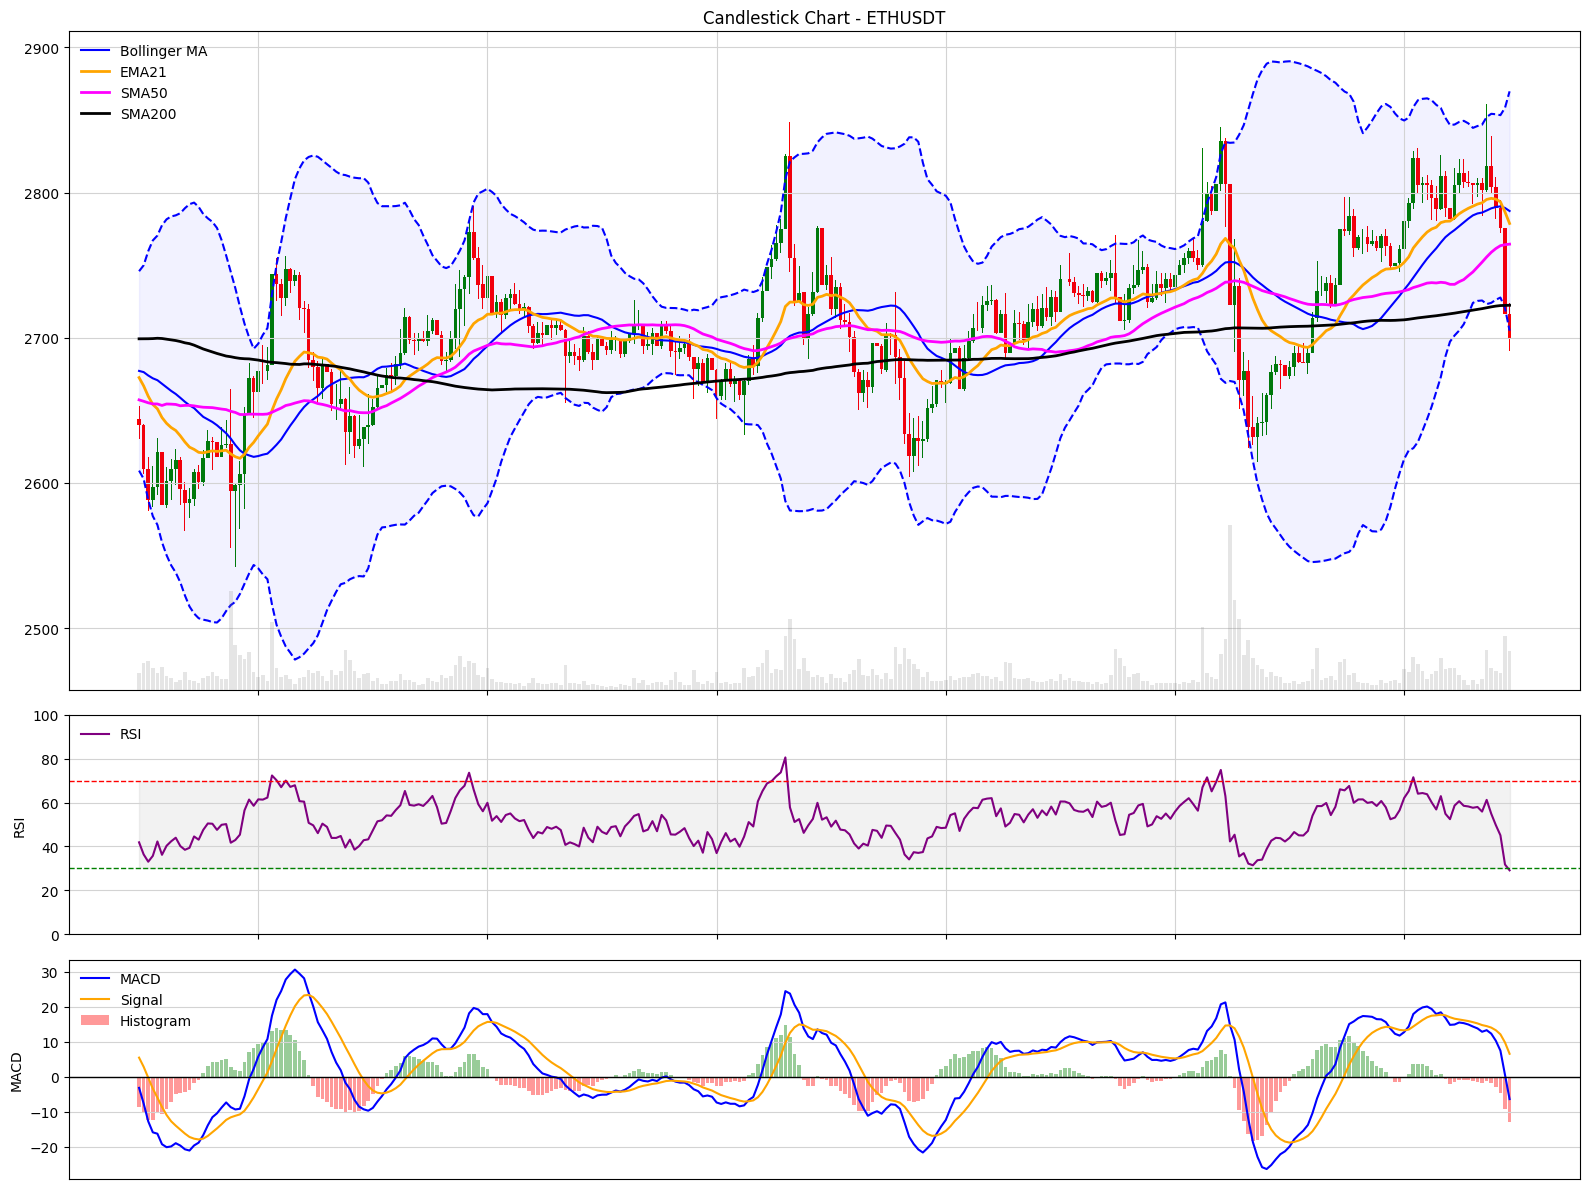 Candlestick Chart - ETHUSDT
2900
2800
2700
2600
2500
Bollinger MA
EMA21
SMA50
SMA200
100
80
60
40
20
0
RSI
RSI
30
20
10
0
−10
−20
MACD
MACD
Signal
Histogram